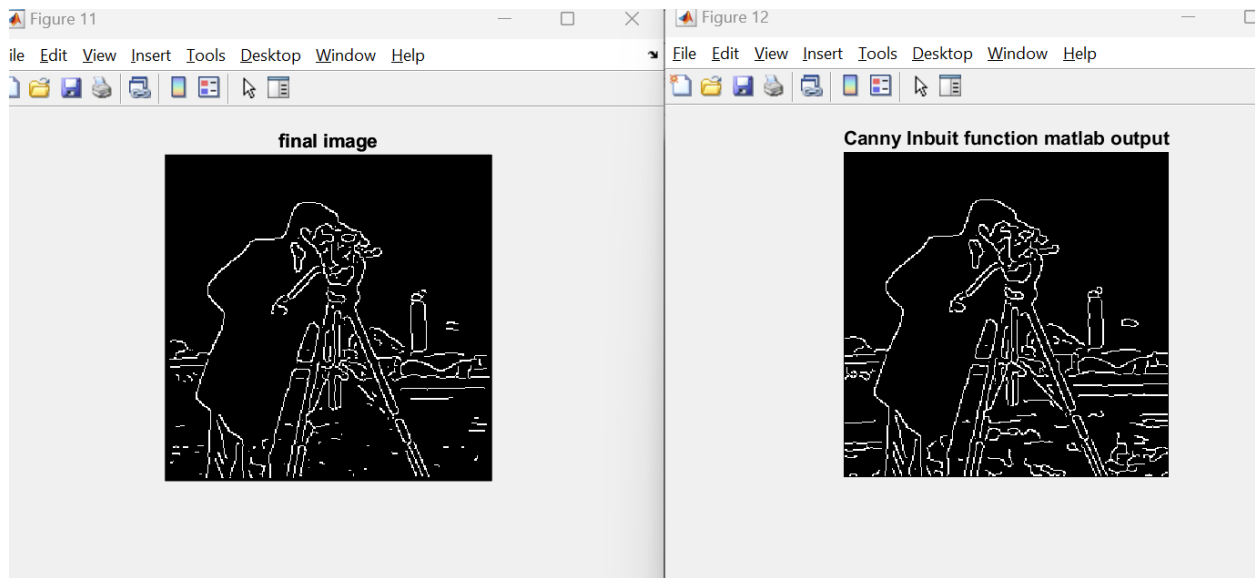 Figure 11
ile Edit View Insert Tools Desktop Window Help
final image
Figure 12
File Edit View Insert Tools Desktop Window Help
Canny Inbuit function matlab output